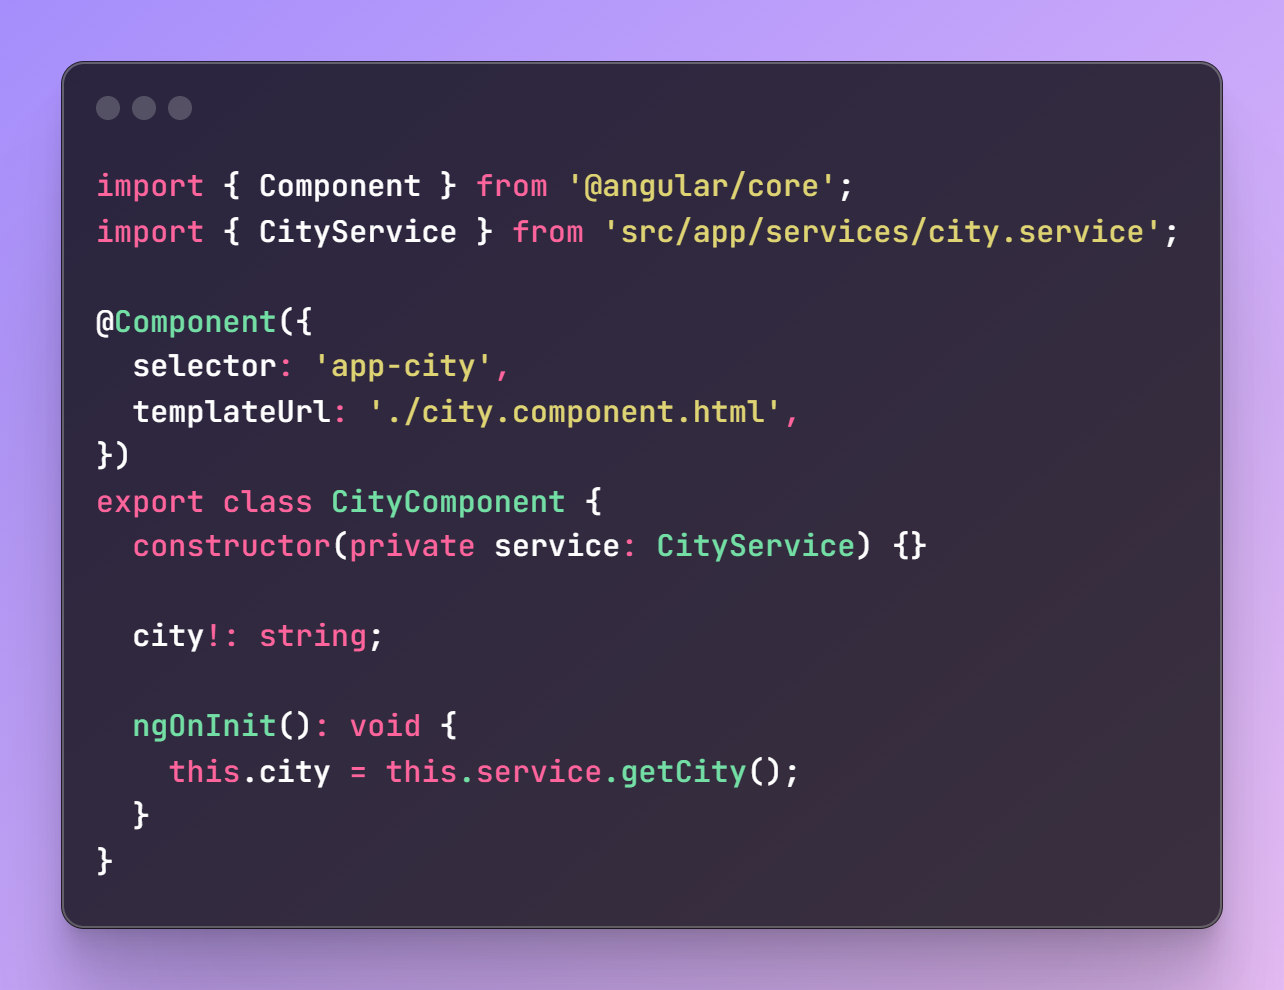 import { Component } from '@angular/core';
import { CityService } from 'src/app/services/city.service';

@Component({
  selector: 'app-city',
  templateUrl: './city.component.html',
})
export class CityComponent {
  constructor(private service: CityService) {}

  city!: string;

  ngOnInit(): void {
    this.city = this.service.getCity();
  }
}